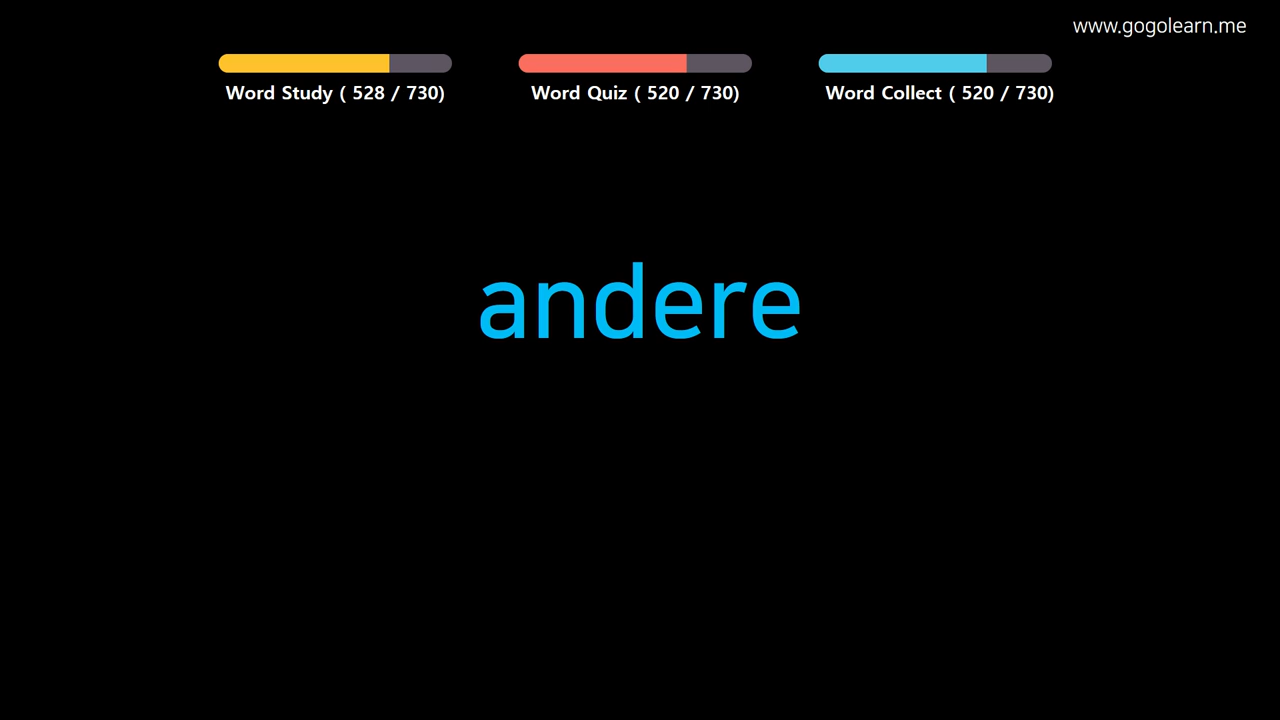 www.gogolearn.me
Word Study ( 528 / 730)
Word Quiz ( 520 / 730)
Word Collect ( 520 / 730)
andere